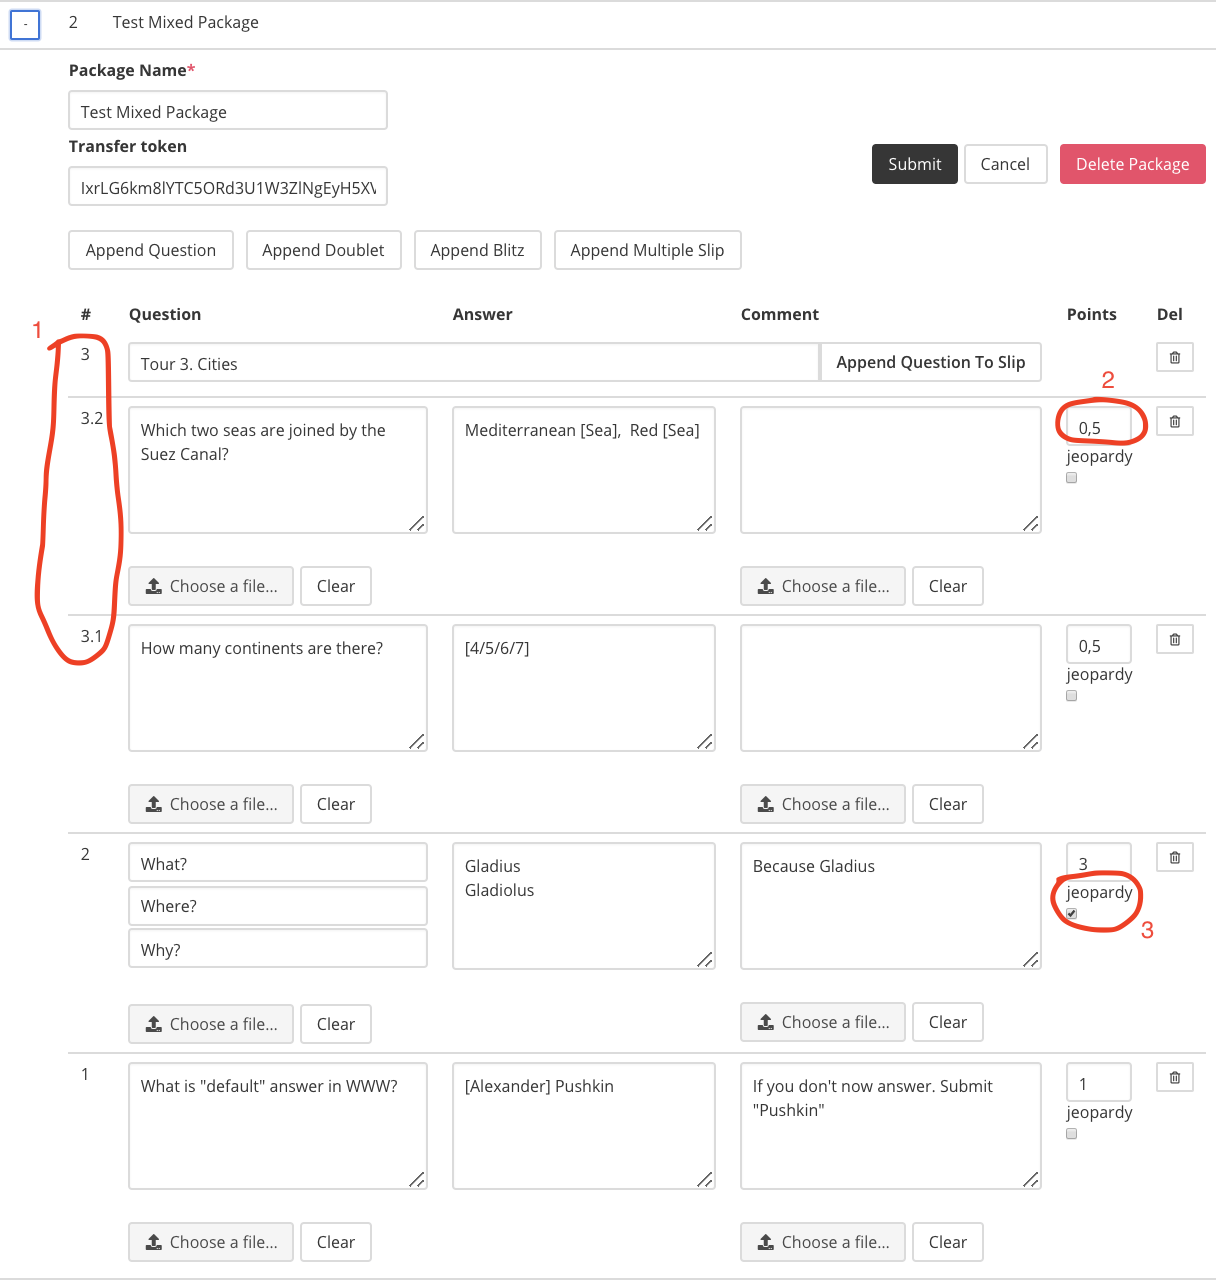 - 2 Test Mixed Package
Package Name*
Test Mixed Package
Transfer token
Submit Cancel Delete Package
Append Question Append Doublet Append Blitz Append Multiple Slip
# Question Answer Comment Points Del
1
3 Tour 3. Cities Append Question To Slip
2
3.2 Which two seas are joined by the Mediterranean [Sea],  Red [Sea] 0,5
Suez Canal?
jeopardy
Choose a file... Clear Choose a file... Clear
3.1 How many continents are there? [4/5/6/7] 0,5
jeopardy
Choose a file... Clear Choose a file... Clear
2 What? Gladius Because Gladius 3
Gladiolus jeopardy
Where?
3
Why?
Choose a file... Clear Choose a file... Clear
1 What is "default" answer in WWW? [Alexander] Pushkin If you don't now answer. Submit 1
"Pushkin" jeopardy
Choose a file... Clear Choose a file... Clear